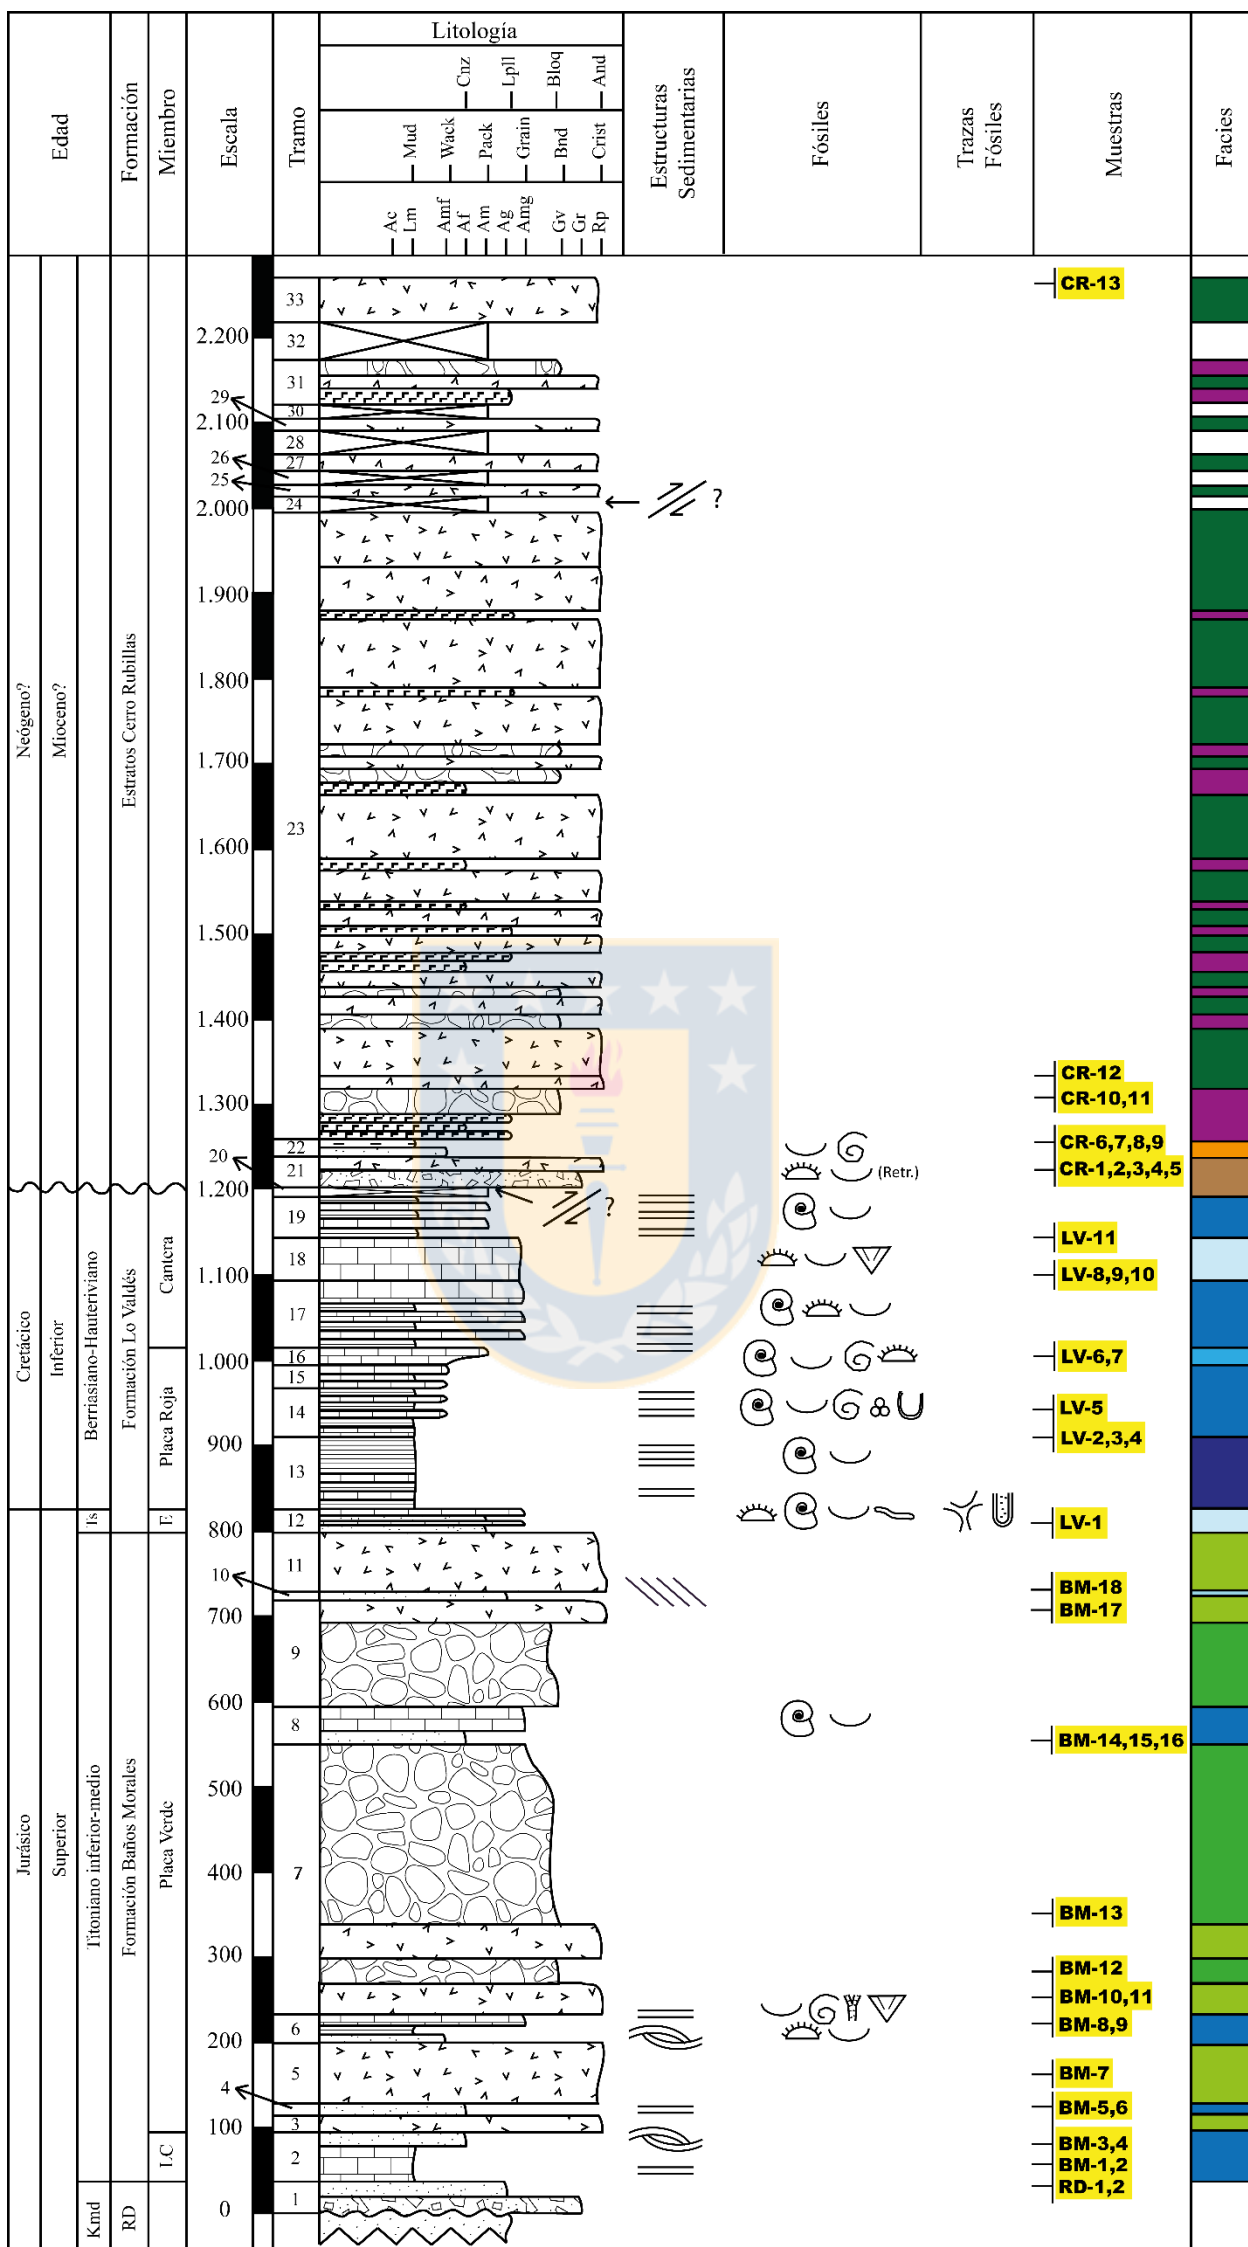 Edad
Formación
Miembro
Escala
Tramo
Litología
Cnz
Lpll
Bloq
And
Mud
Wack
Pack
Grain
Bnd
Crist
Ac
Lm
Amf
Af
Am
Ag
Amg
Gv
Gr
Rp
Estructuras
Sedimentarias
Fósiles
Trazas
Fósiles
Muestras
Facies
Neógeno?
Mioceno?
Estratos Cerro Rubillas
Cretácico
Inferior
Berriasiano-Hauteriviano
Formación Lo Valdés
Cantera
Placa Roja
Ts
E
Jurásico
Superior
Titoniano inferior-medio
Formación Baños Morales
Placa Verde
LC
Kmd
RD
2.200
2.100
2.000
1.900
1.800
1.700
1.600
1.500
1.400
1.300
1.200
1.100
1.000
900
800
700
600
500
400
300
200
100
0
33
32
31
30
29
28
27
26
25
24
23
22
21
20
19
18
17
16
15
14
13
12
11
10
9
8
7
6
5
4
3
2
1
?
?
(Retr.)
CR-13
CR-12
CR-10,11
CR-6,7,8,9
CR-1,2,3,4,5
LV-11
LV-8,9,10
LV-6,7
LV-5
LV-2,3,4
LV-1
BM-18
BM-17
BM-14,15,16
BM-13
BM-12
BM-10,11
BM-8,9
BM-7
BM-5,6
BM-3,4
BM-1,2
RD-1,2